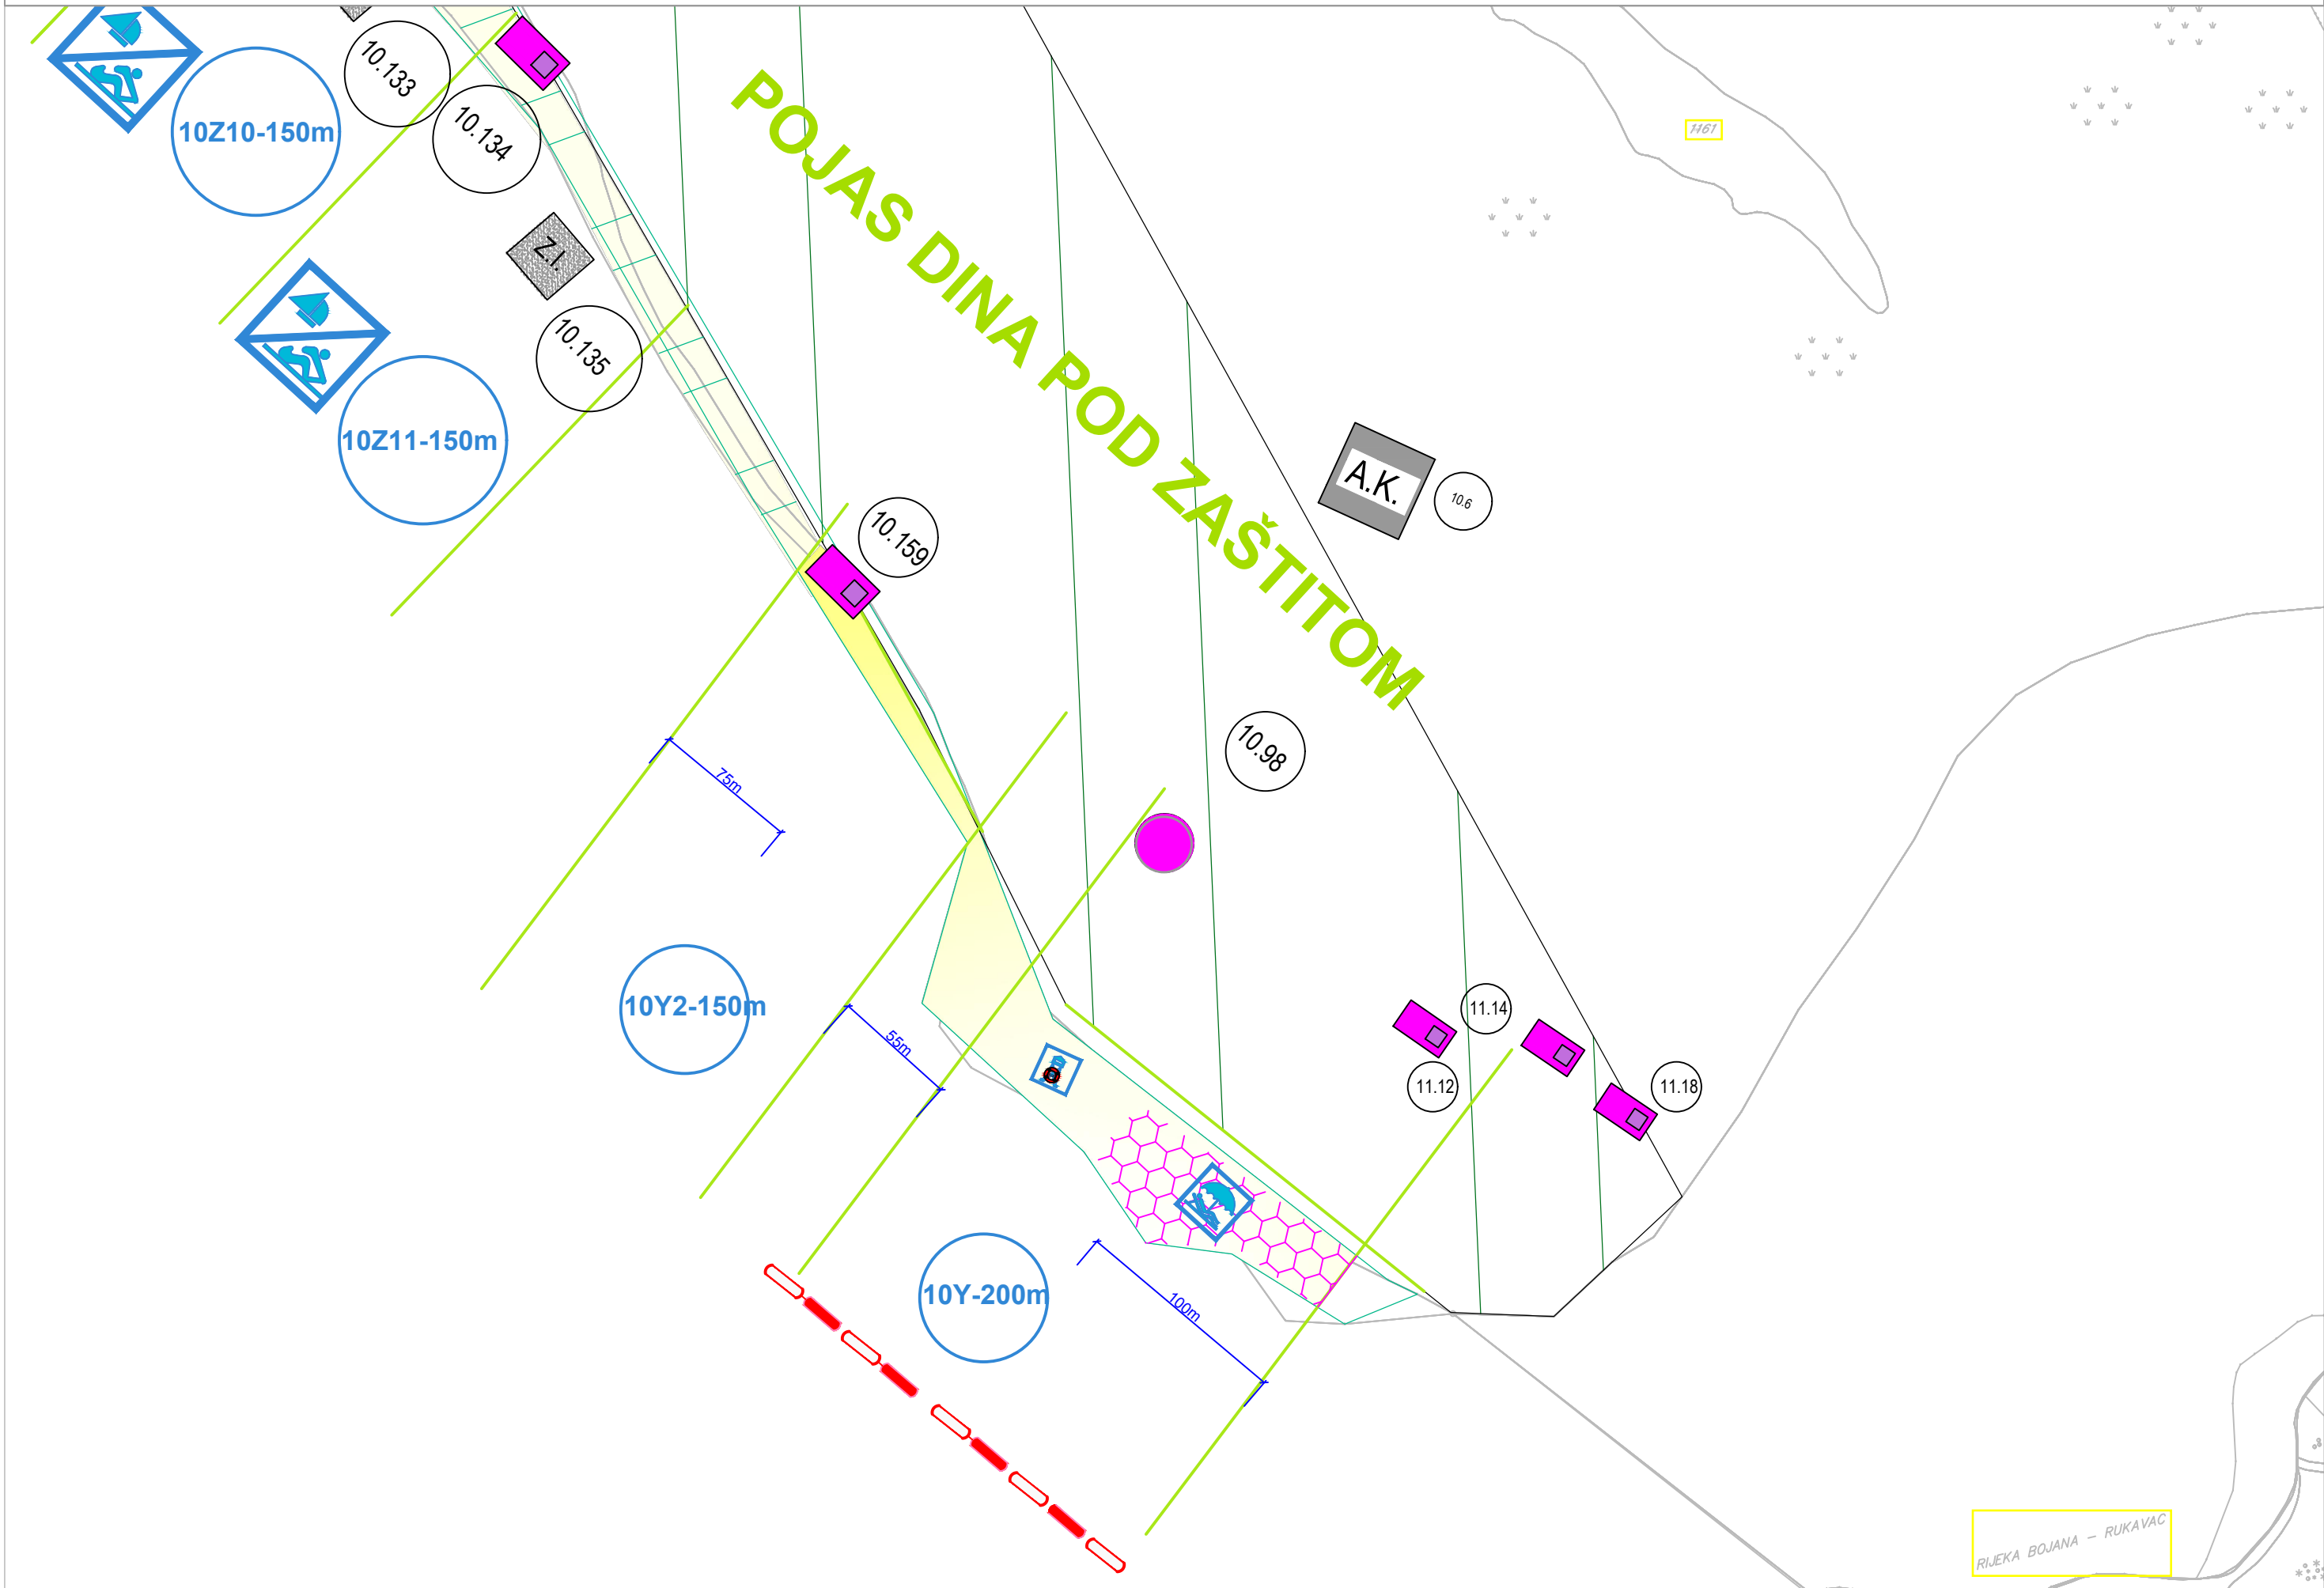 10.133
10Z10-150m
10.134
POJAS DINA POD ZAŠTITOM
1461
Z.I.
10.135
10Z11-150m
A.K.
10.6
10.159
10.98
75m
10Y2-150m
55m
11.14
11.12
11.18
10Y-200m
100m
RIJEKA BOJANA – RUKAVAC